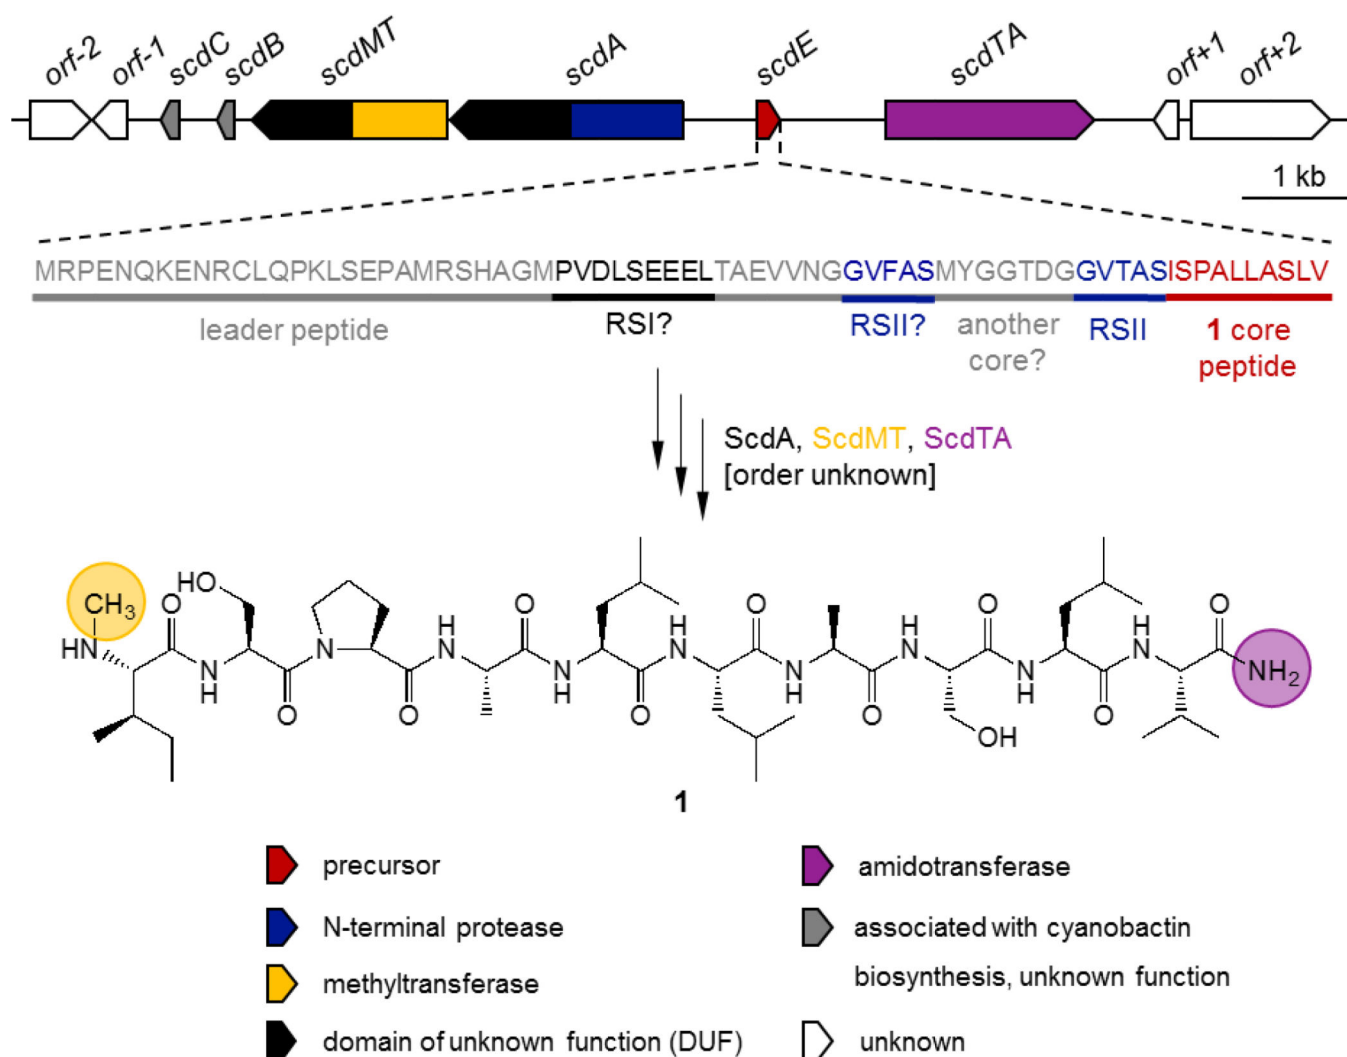 orf-2 orf-1 scdC scdB scdMT scdA scdE scdTA orf+1 orf+2
1 kb
MRPENQKENRCLQPKLSEPAMRSHAGMPVDLSEEELTAEVVNGGVFASMYGGTDGGVTASISPALLASLV
leader peptide RSI? RSII? another core? RSII 1 core peptide
ScdA, ScdMT, ScdTA
[order unknown]
CH3 O HO O H N O H N O H N O H N O
HN N H O N O N H O N H O N H O N H O NH2
OH
1
precursor amidotransferase
N-terminal protease associated with cyanobactin
methyltransferase biosynthesis, unknown function
domain of unknown function (DUF) unknown